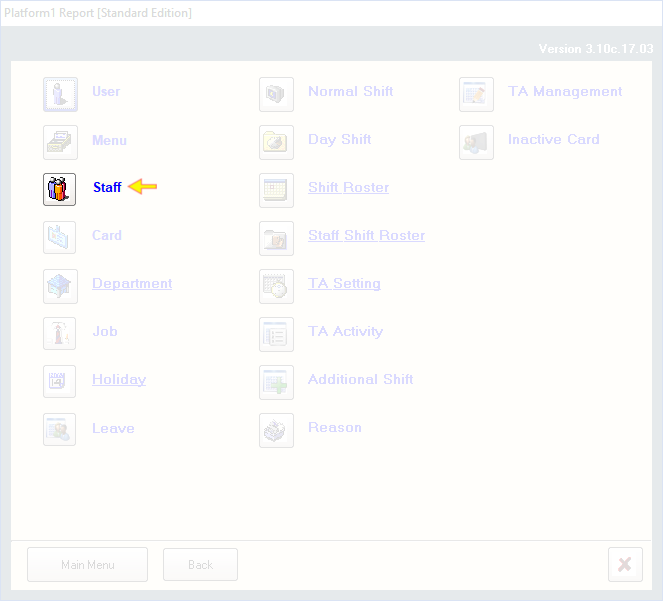 Platform1 Report [Standard Edition]
Version 3.10c.17.03
User
Menu
Staff
Card
Department
Job
Holiday
Leave
Normal Shift
Day Shift
Shift Roster
Staff Shift Roster
TA Setting
TA Activity
Additional Shift
Reason
TA Management
Inactive Card
Main Menu
Back